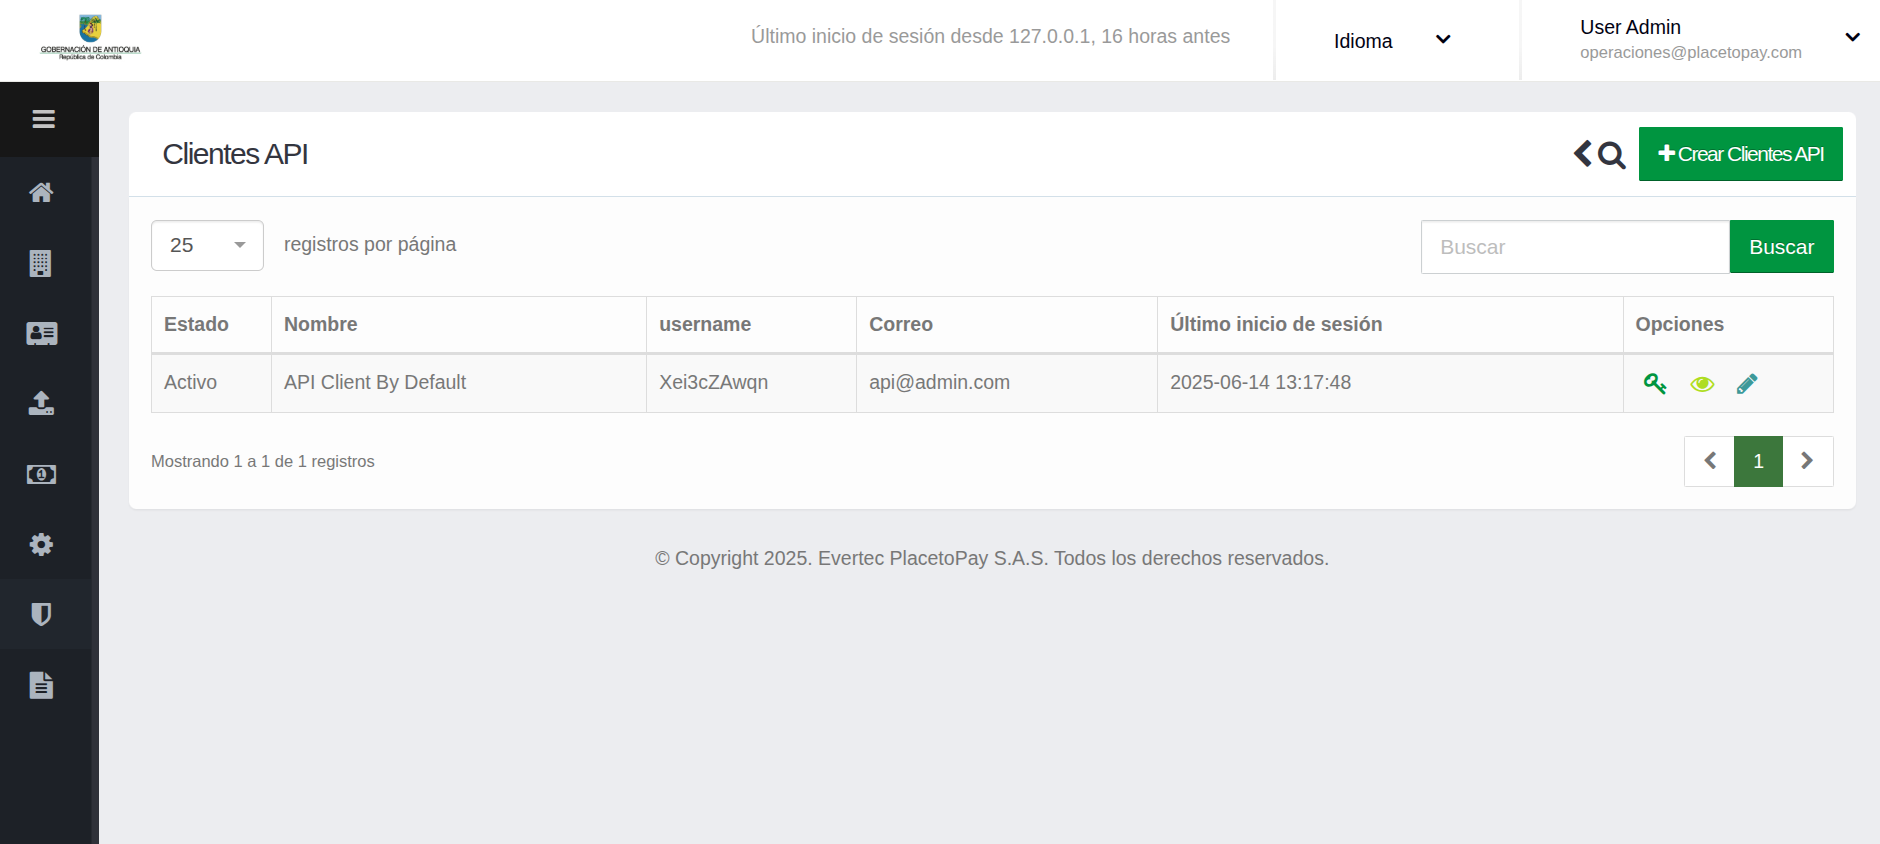 GOBERNACIÓN DE ANTIOQUIA
República de Colombia
Último inicio de sesión desde 127.0.0.1, 16 horas antes
Idioma
User Admin
operaciones@placetopay.com
Clientes API
Crear Clientes API
25 registros por página
Buscar Buscar
Estado Nombre username Correo Último inicio de sesión Opciones
Activo API Client By Default Xei3cZAwqn api@admin.com 2025-06-14 13:17:48
Mostrando 1 a 1 de 1 registros
1
© Copyright 2025. Evertec PlacetoPay S.A.S. Todos los derechos reservados.